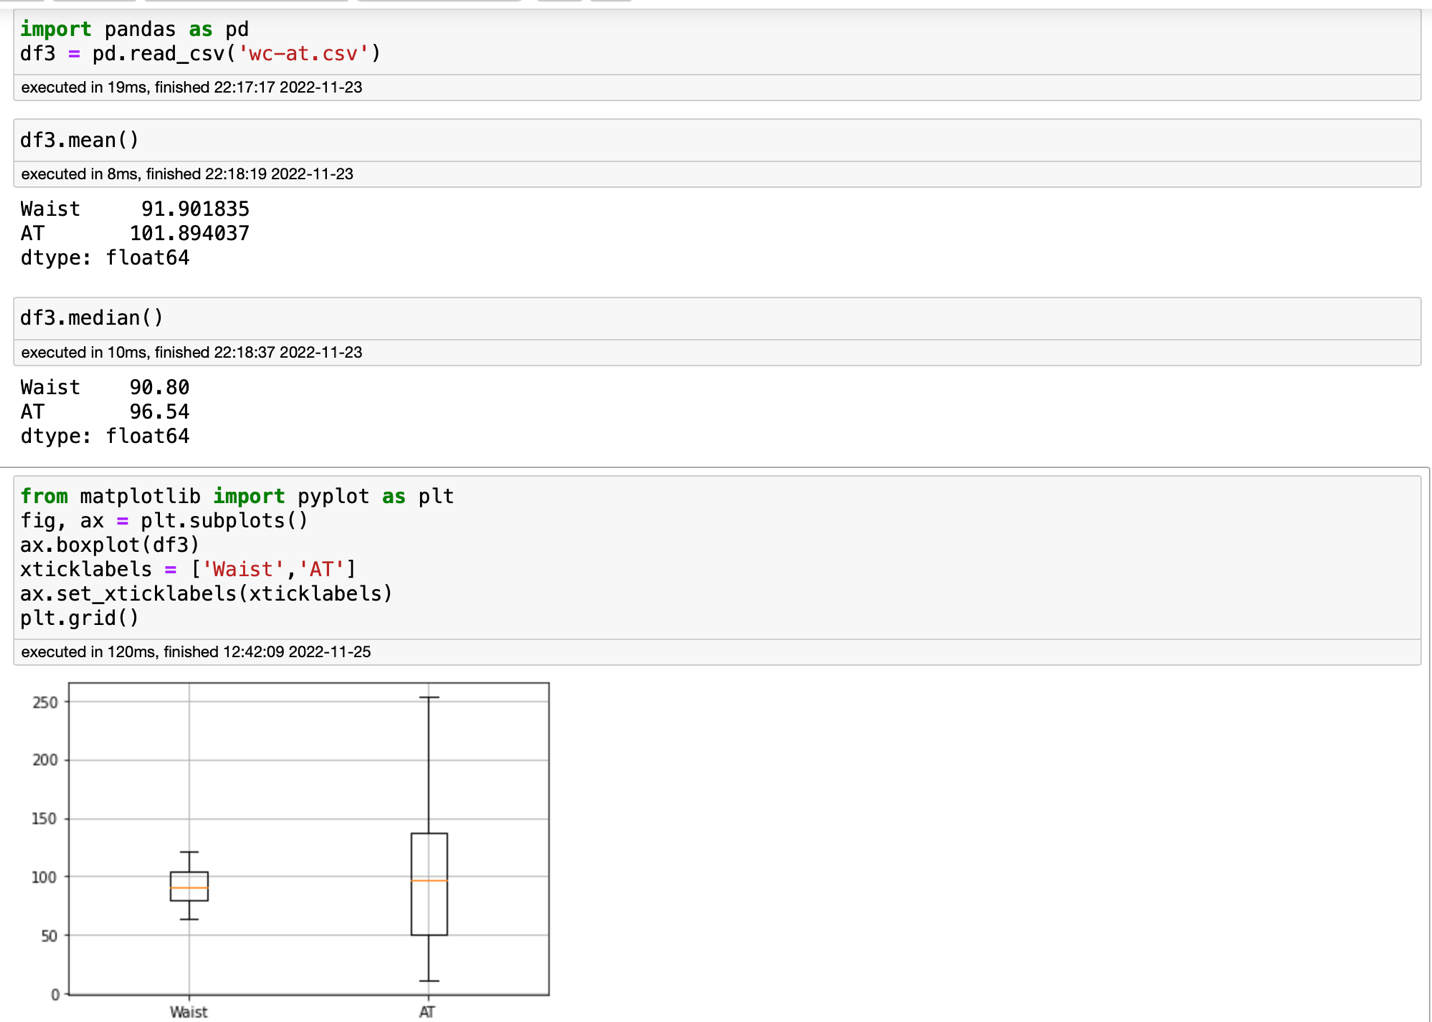 import pandas as pd
df3 = pd.read_csv('wc-at.csv')
executed in 19ms, finished 22:17:17 2022-11-23
df3.mean()
executed in 8ms, finished 22:18:19 2022-11-23
Waist     91.901835
AT       101.894037
dtype: float64
df3.median()
executed in 10ms, finished 22:18:37 2022-11-23
Waist    90.80
AT       96.54
dtype: float64
from matplotlib import pyplot as plt
fig, ax = plt.subplots()
ax.boxplot(df3)
xticklabels = ['Waist','AT']
ax.set_xticklabels(xticklabels)
plt.grid()
executed in 120ms, finished 12:42:09 2022-11-25
250
200
150
100
50
0
Waist AT